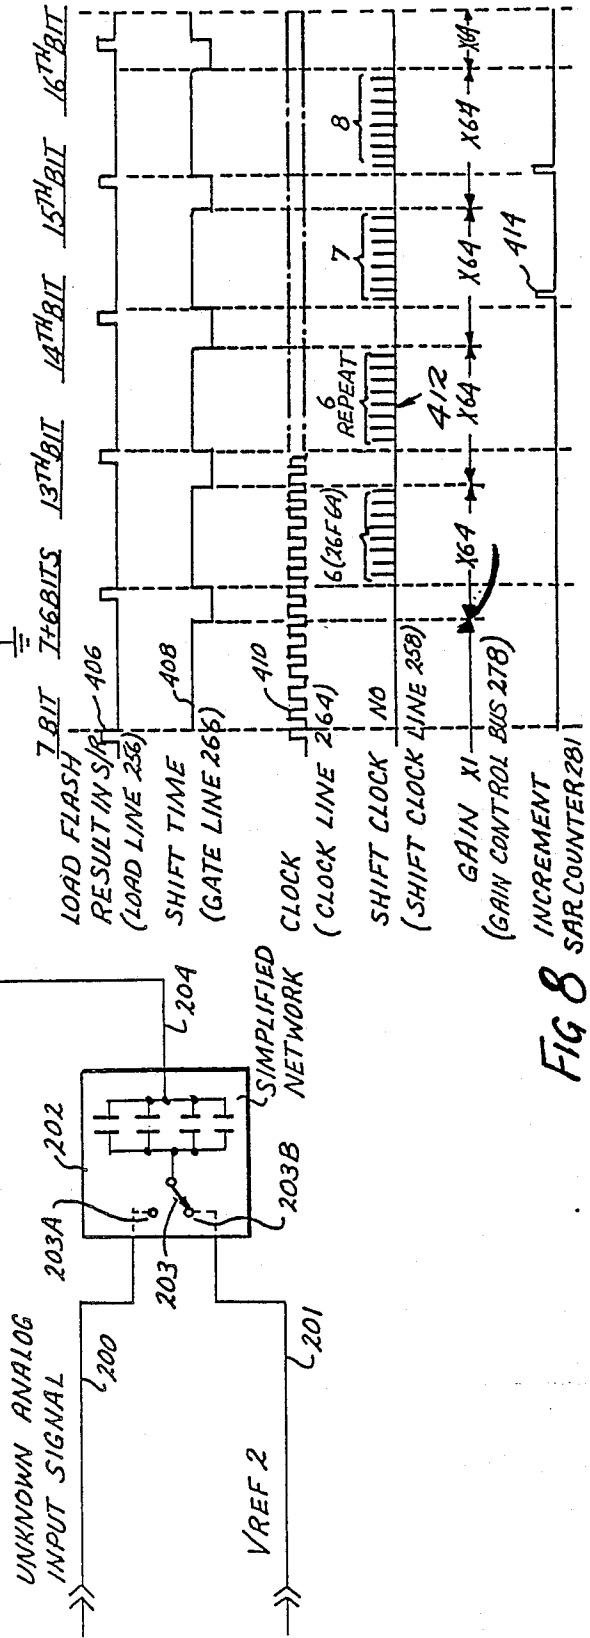 7 BIT 7+6BITS 13TH BIT 14TH BIT 15TH BIT 16TH BIT
LOAD FLASH
RESULT IN S/R
(LOAD LINE 256)
406
SHIFT TIME
(GATE LINE 266)
408
CLOCK
(CLOCK LINE 264)
410
SHIFT CLOCK NO
(SHIFT CLOCK LINE 258)
6(26F64)
6
REPEAT
412
7
8
GAIN X1
(GAIN CONTROL BUS 278)
X64 X64 X64 X64 X64
INCREMENT
SAR COUNTER 281
414
FIG 8
UNKNOWN ANALOG
INPUT SIGNAL
200
VREF 2
201
203A
202
203
203B
204
SIMPLIFIED
NETWORK